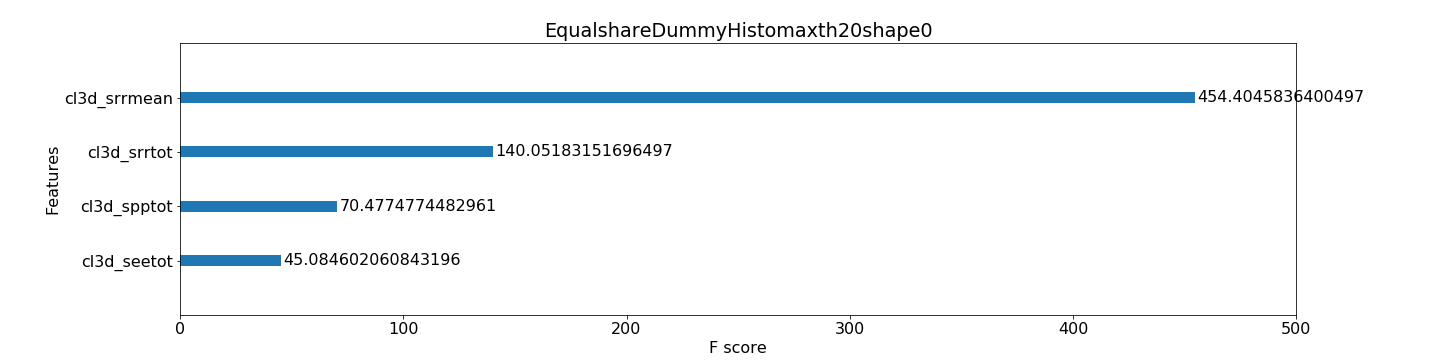 EqualshareDummyHistomaxth20shape0
Features
cl3d_srrmean 454.4045836400497
cl3d_srrtot 140.05183151696497
cl3d_spptot 70.4774774482961
cl3d_seetot 45.084602060843196
0 100 200 300 400 500
F score